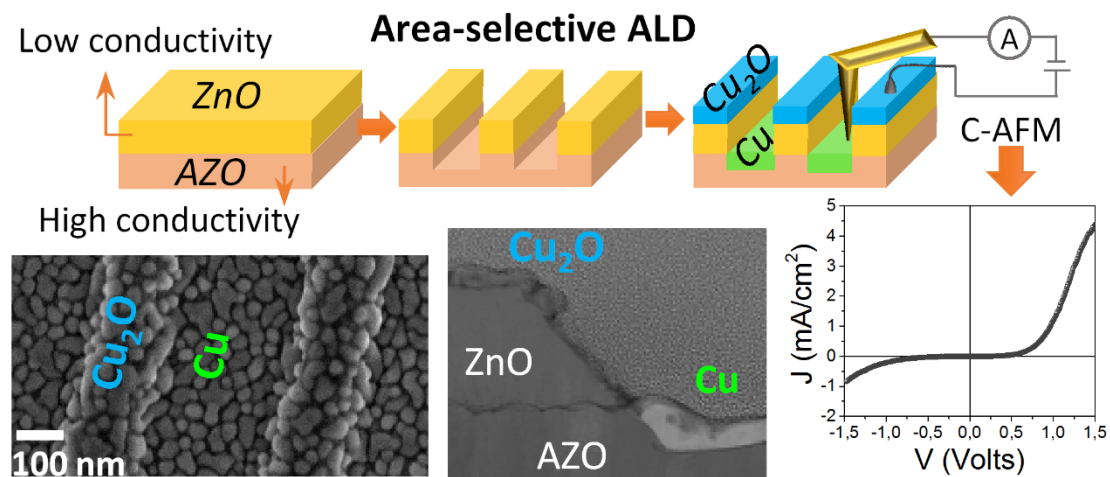 Area-selective ALD
Low conductivity
ZnO
AZO
High conductivity
Cu₂O
Cu
A
C-AFM
Cu₂O
Cu
100 nm
Cu₂O
ZnO
Cu
AZO
J (mA/cm²)
5
4
3
2
1
0
-1
-2
-1,5 -1,0 -0,5 0,0 0,5 1,0 1,5
V (Volts)